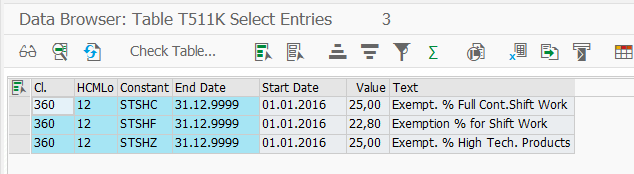 Data Browser: Table T511K Select Entries 3
Check Table...
Cl. HCMLo Constant End Date Start Date Value Text
360 12 STSHC 31.12.9999 01.01.2016 25,00 Exempt. % Full Cont.Shift Work
360 12 STSHF 31.12.9999 01.01.2016 22,80 Exemption % for Shift Work
360 12 STSHZ 31.12.9999 01.01.2016 25,00 Exempt. % High Tech. Products